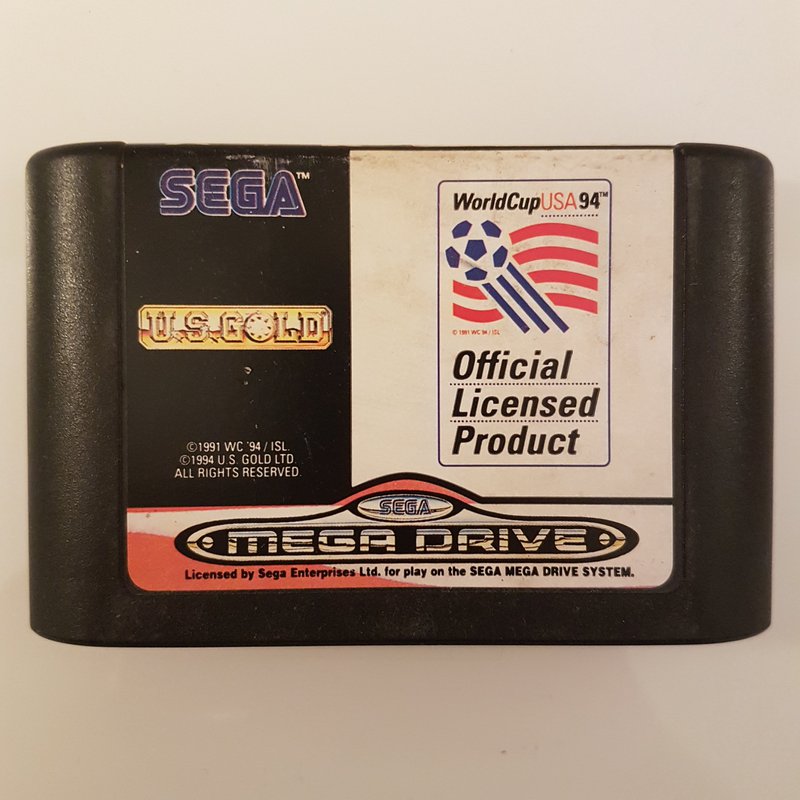 SEGA™
U.S.GOLD
©1991 WC '94 / ISL.
©1994 U.S. GOLD LTD.
ALL RIGHTS RESERVED.
WorldCupUSA94™
© 1991 WC '94 / ISL
Official
Licensed
Product
SEGA
MEGA DRIVE
Licensed by Sega Enterprises Ltd. for play on the SEGA MEGA DRIVE SYSTEM.